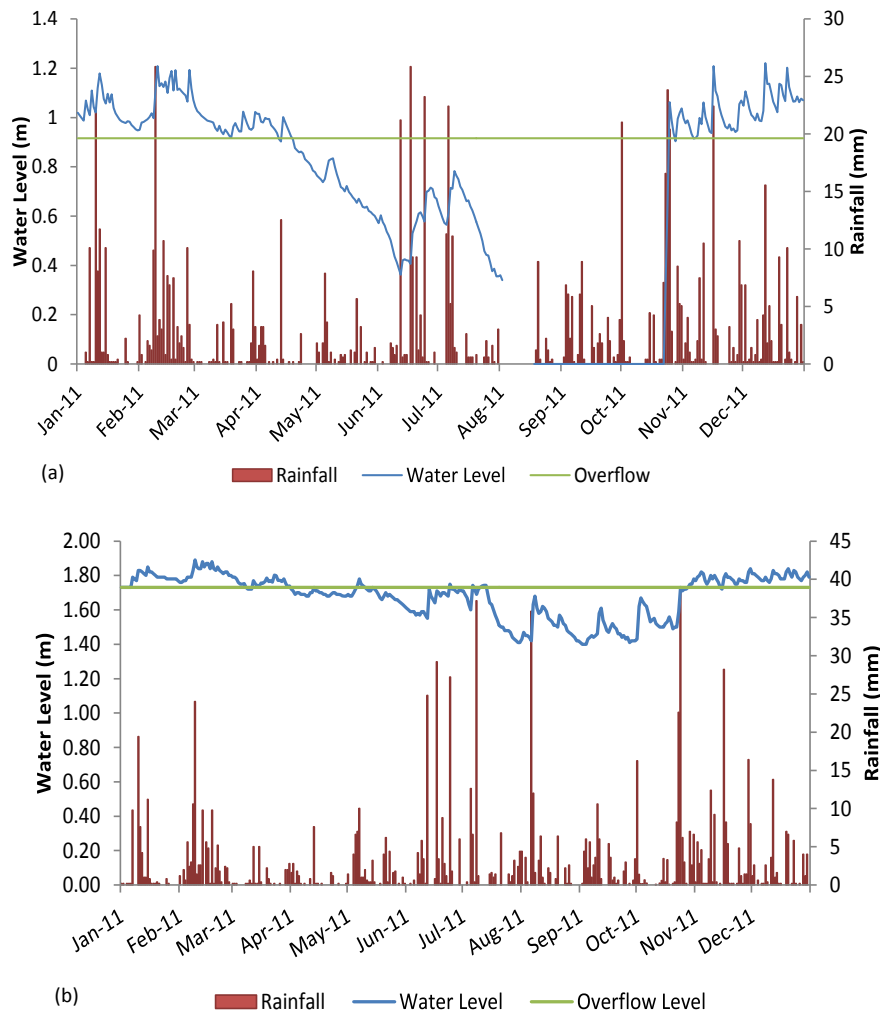 1.4
1.2
1
0.8
0.6
0.4
0.2
0
Water Level (m)
30
25
20
15
10
5
0
Rainfall (mm)
Jan-11
Feb-11
Mar-11
Apr-11
May-11
Jun-11
Jul-11
Aug-11
Sep-11
Oct-11
Nov-11
Dec-11
(a)
Rainfall Water Level Overflow
2.00
1.80
1.60
1.40
1.20
1.00
0.80
0.60
0.40
0.20
0.00
Water Level (m)
45
40
35
30
25
20
15
10
5
0
Rainfall (mm)
Jan-11
Feb-11
Mar-11
Apr-11
May-11
Jun-11
Jul-11
Aug-11
Sep-11
Oct-11
Nov-11
Dec-11
(b)
Rainfall Water Level Overflow Level